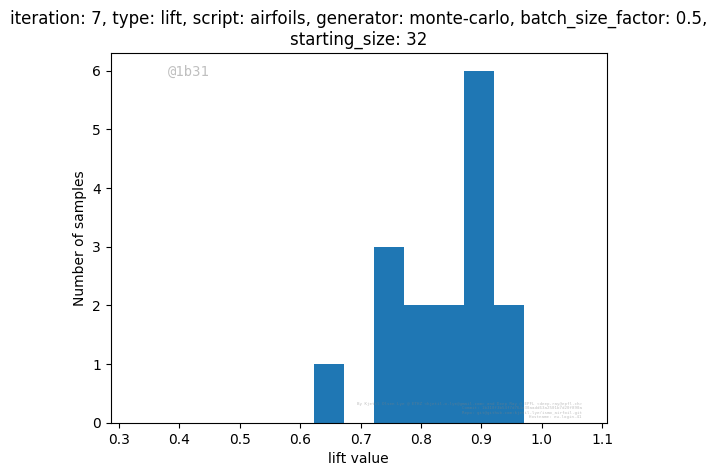 iteration: 7, type: lift, script: airfoils, generator: monte-carlo, batch_size_factor: 0.5,
starting_size: 32
@1b31
6
5
4
3
2
1
0
Number of samples
0.3 0.4 0.5 0.6 0.7 0.8 0.9 1.0 1.1
lift value